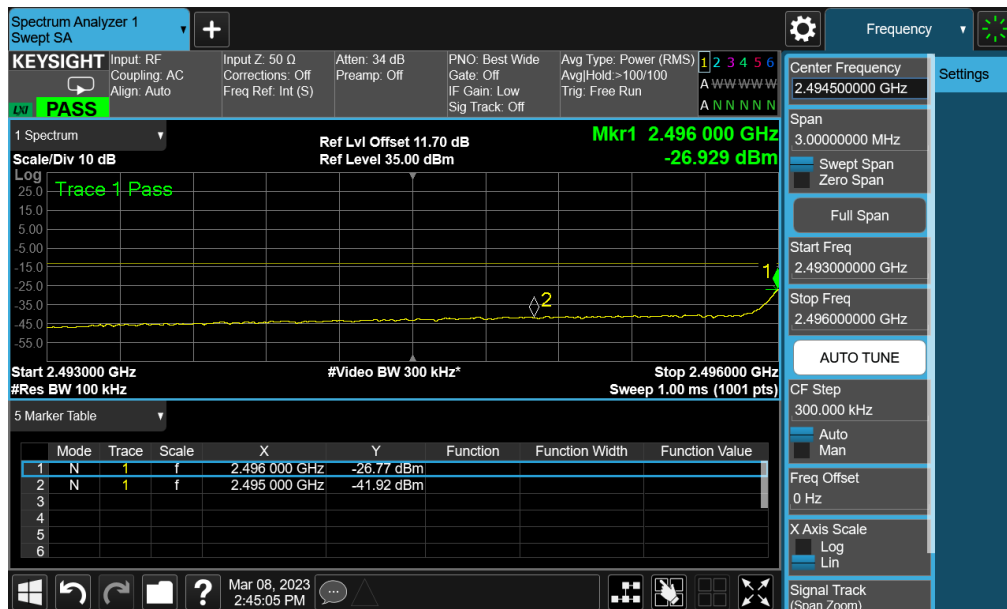 Spectrum Analyzer 1
Swept SA
Frequency
KEYSIGHT
Input: RF
Coupling: AC
Align: Auto
Input Z: 50 Ω
Corrections: Off
Freq Ref: Int (S)
Atten: 34 dB
Preamp: Off
PNO: Best Wide
Gate: Off
IF Gain: Low
Sig Track: Off
Avg Type: Power (RMS)
Avg|Hold:>100/100
Trig: Free Run
1 2 3 4 5 6
A W W W W W
A N N N N N
LXI
PASS
1 Spectrum
Scale/Div 10 dB
Ref Lvl Offset 11.70 dB
Ref Level 35.00 dBm
Mkr1 2.496 000 GHz
-26.929 dBm
Log
Trace 1 Pass
25.0
15.0
5.00
-5.00
-15.0
-25.0
-35.0
-45.0
-55.0
1
2
Start 2.493000 GHz
#Video BW 300 kHz*
Stop 2.496000 GHz
#Res BW 100 kHz
Sweep 1.00 ms (1001 pts)
5 Marker Table
Mode Trace Scale X Y Function Function Width Function Value
1 N 1 f 2.496 000 GHz -26.77 dBm
2 N 1 f 2.495 000 GHz -41.92 dBm
3
4
5
6
?
Mar 08, 2023
2:45:05 PM
Center Frequency
2.494500000 GHz
Settings
Span
3.00000000 MHz
Swept Span
Zero Span
Full Span
Start Freq
2.493000000 GHz
Stop Freq
2.496000000 GHz
AUTO TUNE
CF Step
300.000 kHz
Auto
Man
Freq Offset
0 Hz
X Axis Scale
Log
Lin
Signal Track
(Span Zoom)